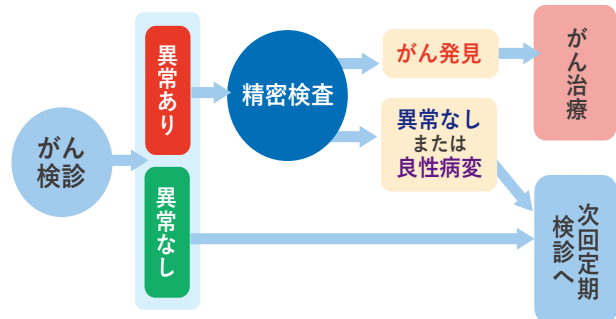 がん
検診
異常あり
異常なし
精密検査
がん発見
異常なし
または
良性病変
がん治療
次回定期
検診へ